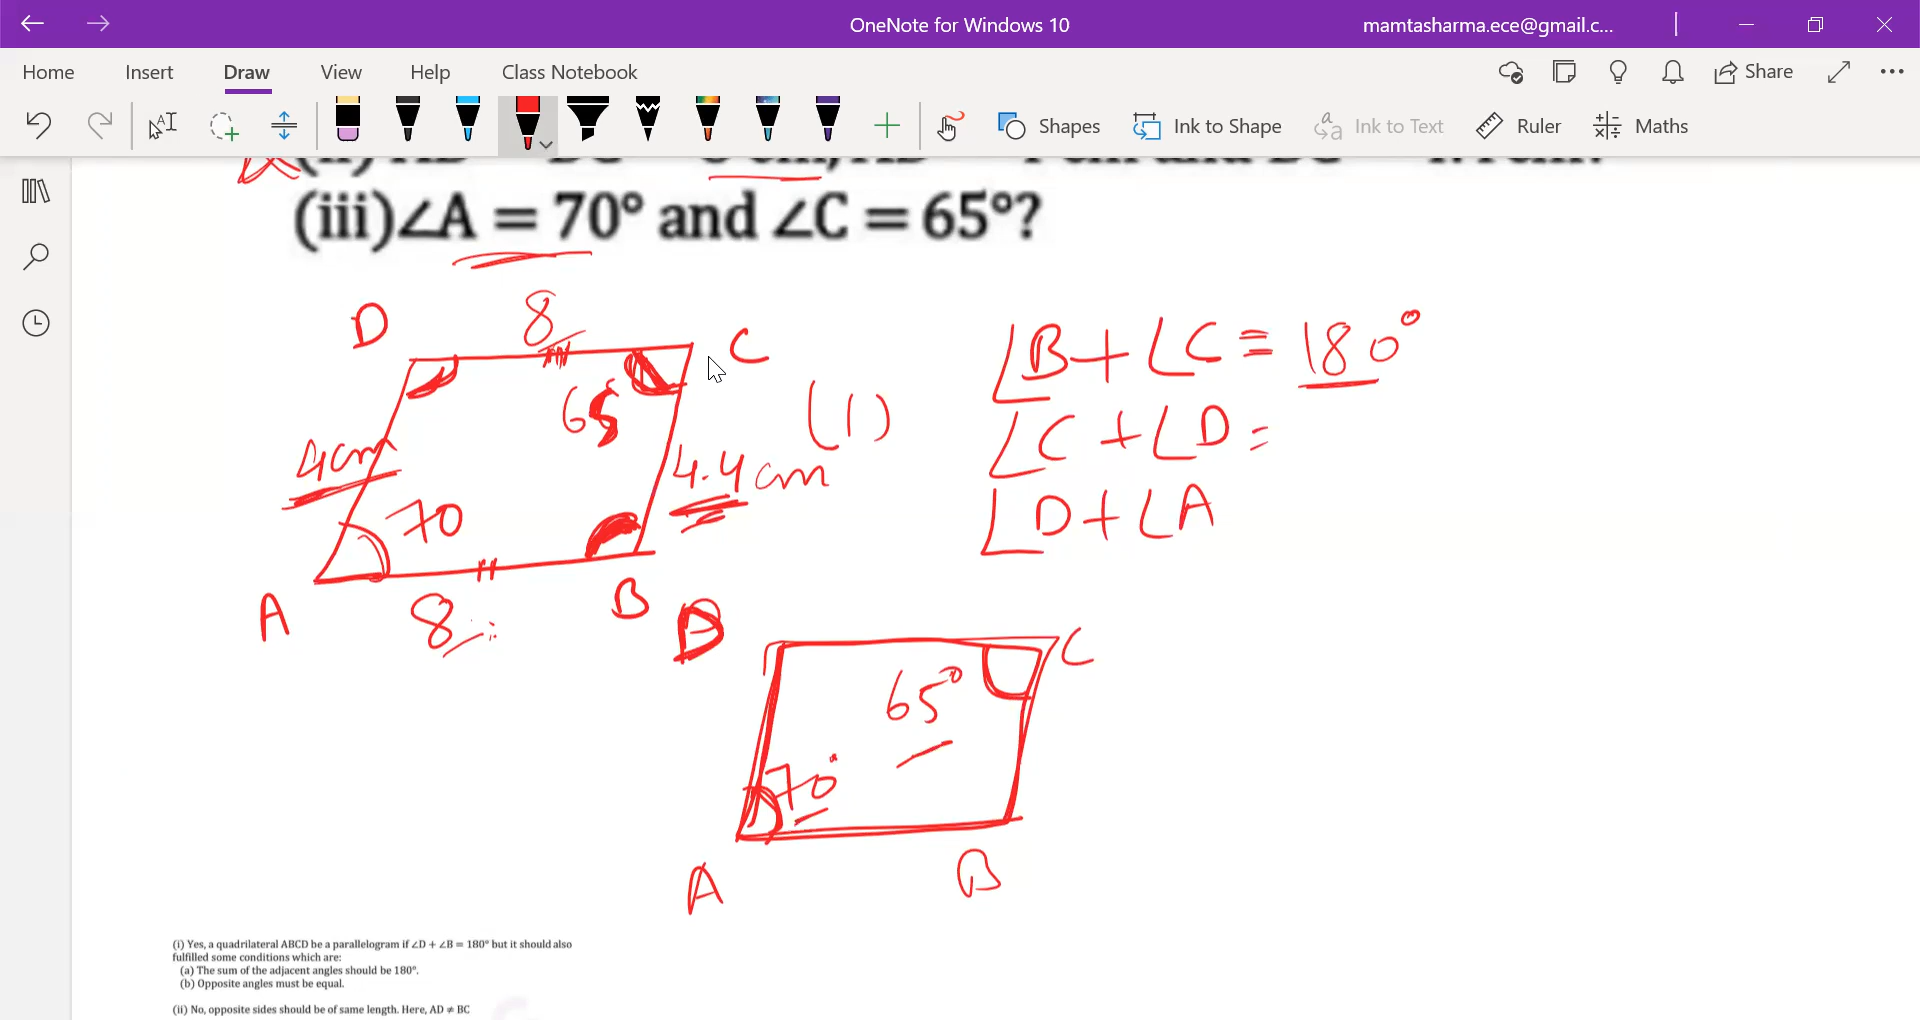 OneNote for Windows 10
mamtasharma.ece@gmail.c...
Home Insert Draw View Help Class Notebook
Share
Shapes Ink to Shape Ink to Text Ruler Maths
(iii)∠A = 70° and ∠C = 65°?
D 8 C
65
(1)
4cm
4.4 cm
70
A 8 B
∠B + ∠C = 180°
∠C + ∠D =
∠D + ∠A
D C
65°
70°
A B
(i) Yes, a quadrilateral ABCD be a parallelogram if ∠D + ∠B = 180° but it should also
fulfilled some conditions which are:
(a) The sum of the adjacent angles should be 180°.
(b) Opposite angles must be equal.
(ii) No, opposite sides should be of same length. Here, AD ≠ BC